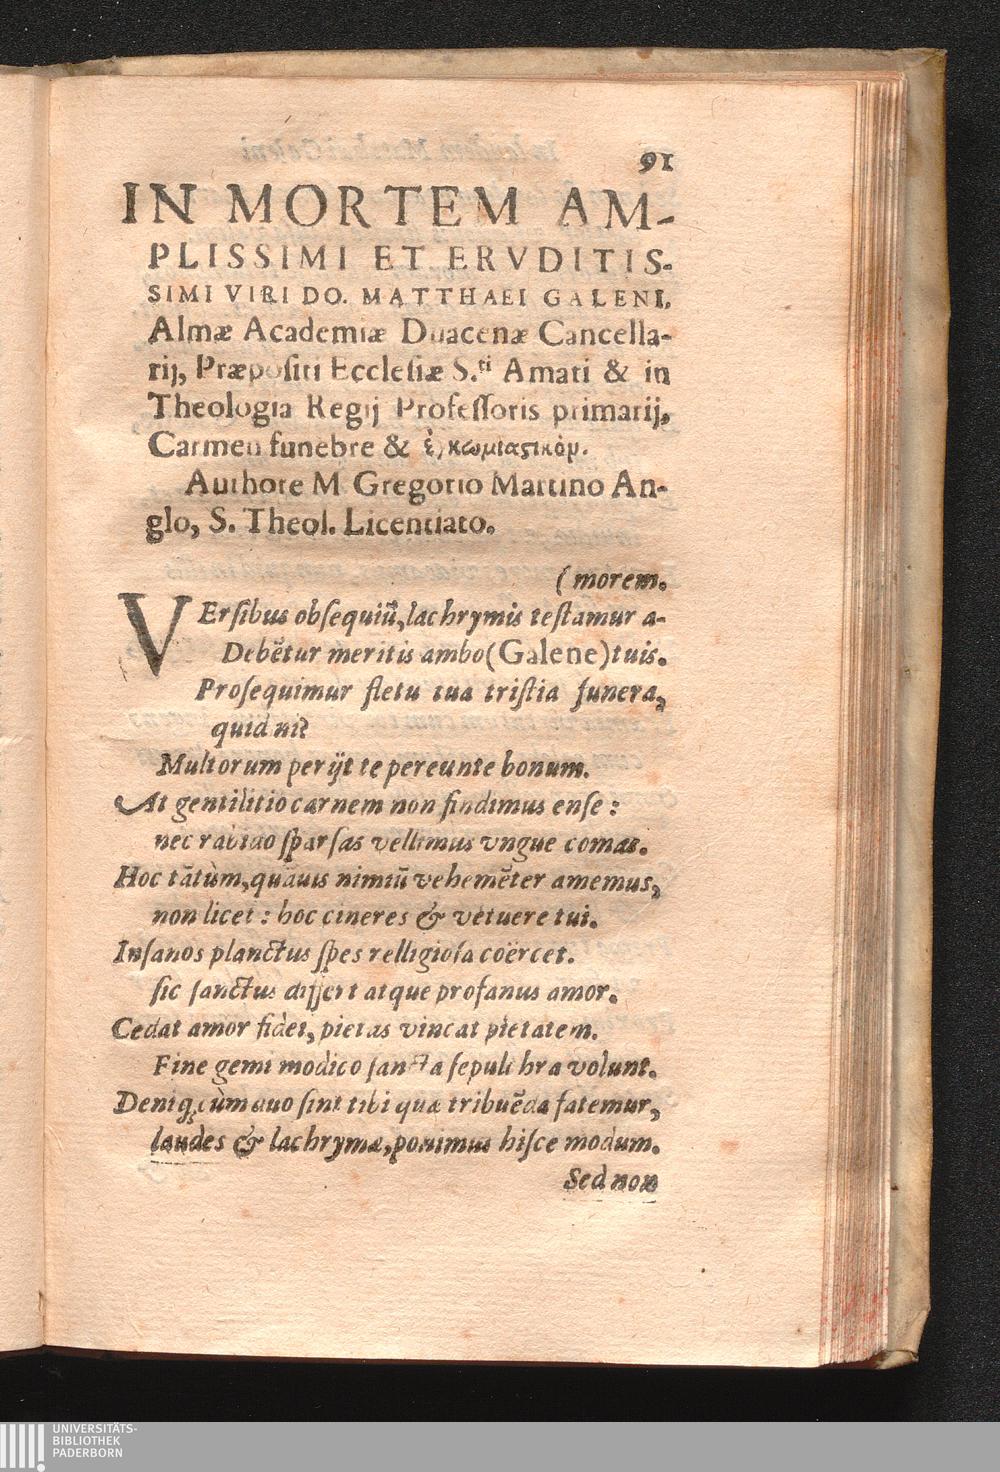 91
IN MORTEM AM-
PLISSIMI ET ERVDITIS-
SIMI VIRI DO. MATTHAEI GALENI,
Almæ Academiæ Duacenæ Cancella-
rij, Præpositi Ecclesiæ S.ti Amati & in
Theologia Regij Professoris primarij,
Carmen funebre & ἐγκωμιαϛικὸν.
Authore M Gregorio Martino An-
glo, S. Theol. Licentiato.
(morem.
VErsibus obsequiũ, lachrymis testamur a-
Debẽtur meritis ambo (Galene) tuis.
Prosequimur fletu tua tristia funera,
quid ni?
Multorum perijt te pereunte bonum.
At gentilitio carnem non findimus ense:
nec rabido sparsas vellimus vngue comas.
Hoc tãtùm, quãuis nimiũ vehemẽter amemus,
non licet: hoc cineres & vetuere tui.
Insanos planctus spes relligiosa coërcet.
sic sanctus differt atque profanus amor.
Cedat amor fidei, pietas vincat pietatem.
Fine gemi modico sancta sepulchra volunt.
Deniq; cùm duo sint tibi quæ tribuẽda fatemur,
laudes & lachrymæ, ponimus hisce modum.
Sed non
UNIVERSITÄTS-
BIBLIOTHEK
PADERBORN